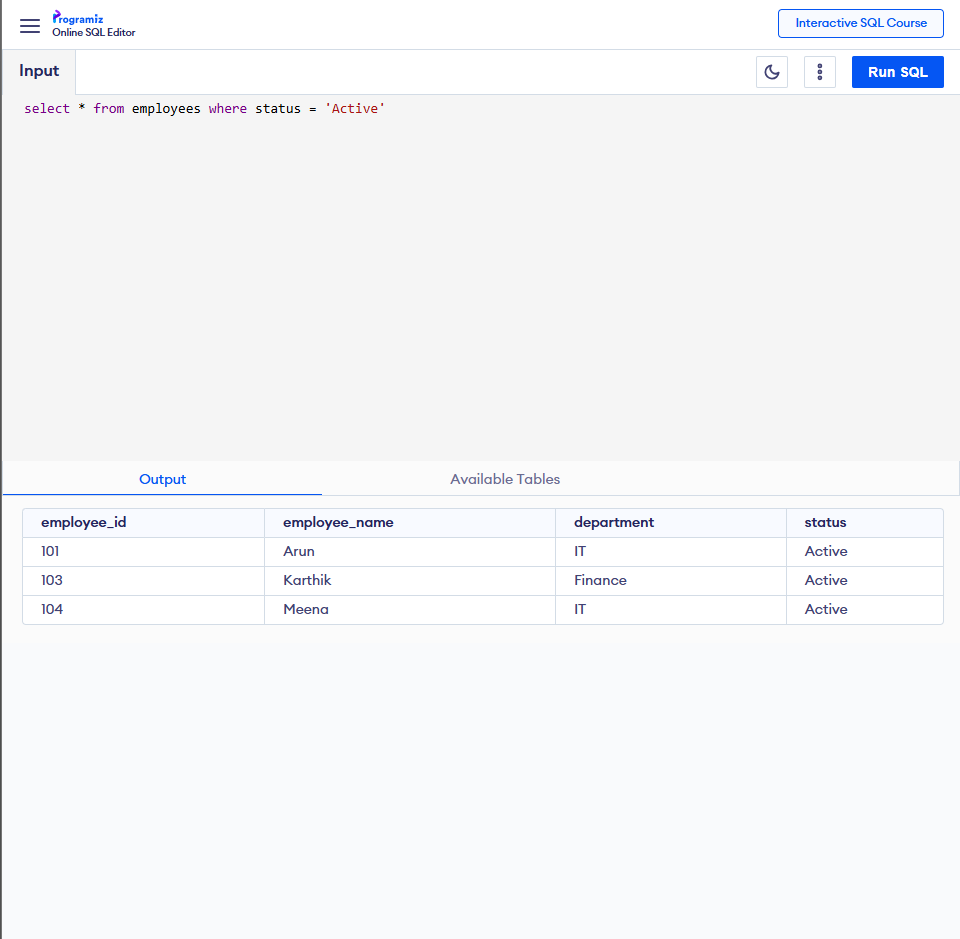 Programiz
Online SQL Editor
Interactive SQL Course
Input
Run SQL
select * from employees where status = 'Active'
Output Available Tables
employee_id employee_name department status
101 Arun IT Active
103 Karthik Finance Active
104 Meena IT Active